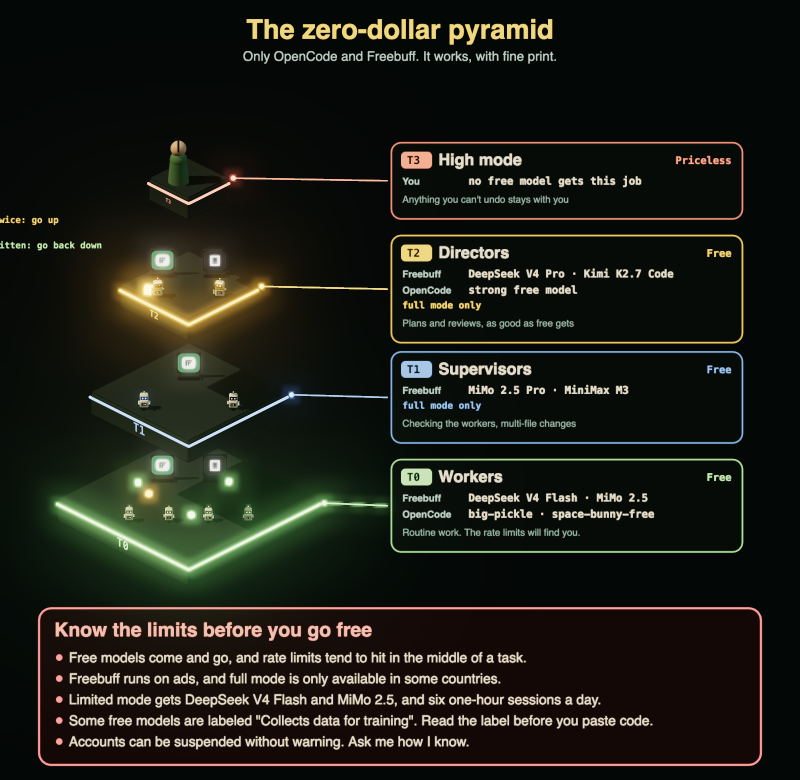 The zero-dollar pyramid
Only OpenCode and Freebuff. It works, with fine print.
T3 High mode Priceless
You no free model gets this job
Anything you can't undo stays with you
T3
wice: go up
itten: go back down
T2 Directors Free
Freebuff DeepSeek V4 Pro · Kimi K2.7 Code
OpenCode strong free model
full mode only
Plans and reviews, as good as free gets
T2
T1 Supervisors Free
Freebuff MiMo 2.5 Pro · MiniMax M3
full mode only
Checking the workers, multi-file changes
T1
T0 Workers Free
Freebuff DeepSeek V4 Flash · MiMo 2.5
OpenCode big-pickle · space-bunny-free
Routine work. The rate limits will find you.
T0
Know the limits before you go free
• Free models come and go, and rate limits tend to hit in the middle of a task.
• Freebuff runs on ads, and full mode is only available in some countries.
• Limited mode gets DeepSeek V4 Flash and MiMo 2.5, and six one-hour sessions a day.
• Some free models are labeled "Collects data for training". Read the label before you paste code.
• Accounts can be suspended without warning. Ask me how I know.